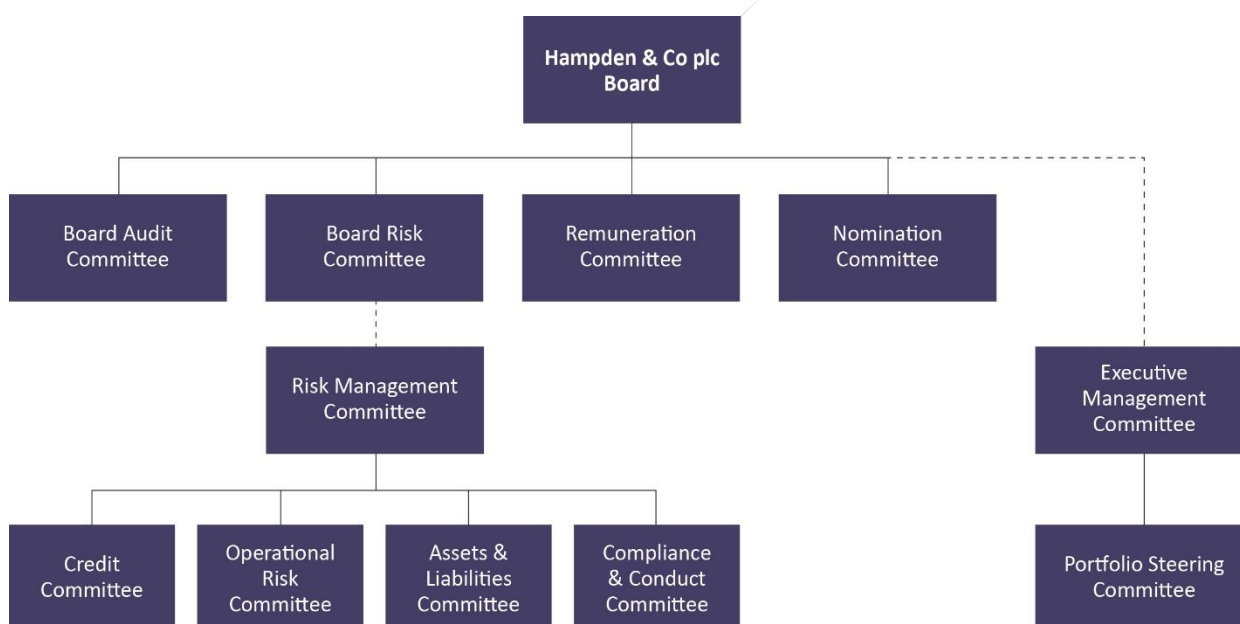 Hampden & Co plc
Board
Board Audit
Committee
Board Risk
Committee
Remuneration
Committee
Nomination
Committee
Risk Management
Committee
Executive
Management
Committee
Credit
Committee
Operational
Risk
Committee
Assets &
Liabilities
Committee
Compliance
& Conduct
Committee
Portfolio Steering
Committee